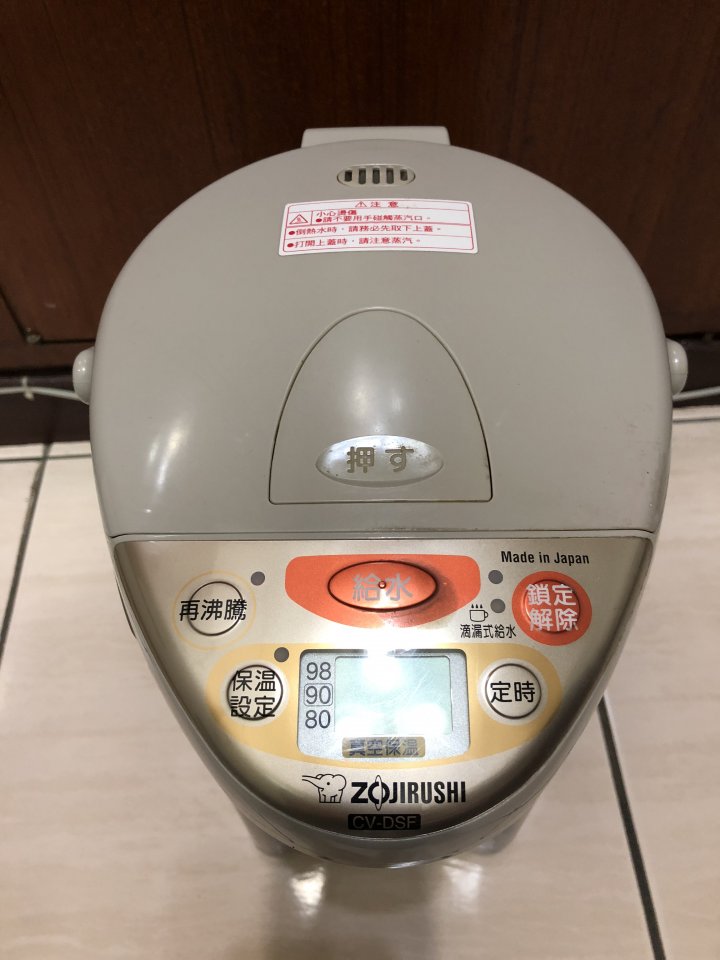 ⚠注意
小心燙傷
●請不要用手碰觸蒸汽口。
●倒熱水時，請務必先取下上蓋。
●打開上蓋時，請注意蒸汽。
押す
Made in Japan
給水
再沸騰
鎖定
解除
滴漏式給水
保温
設定
98
90
80
定時
真空保温
ZOJIRUSHI
CV-DSF